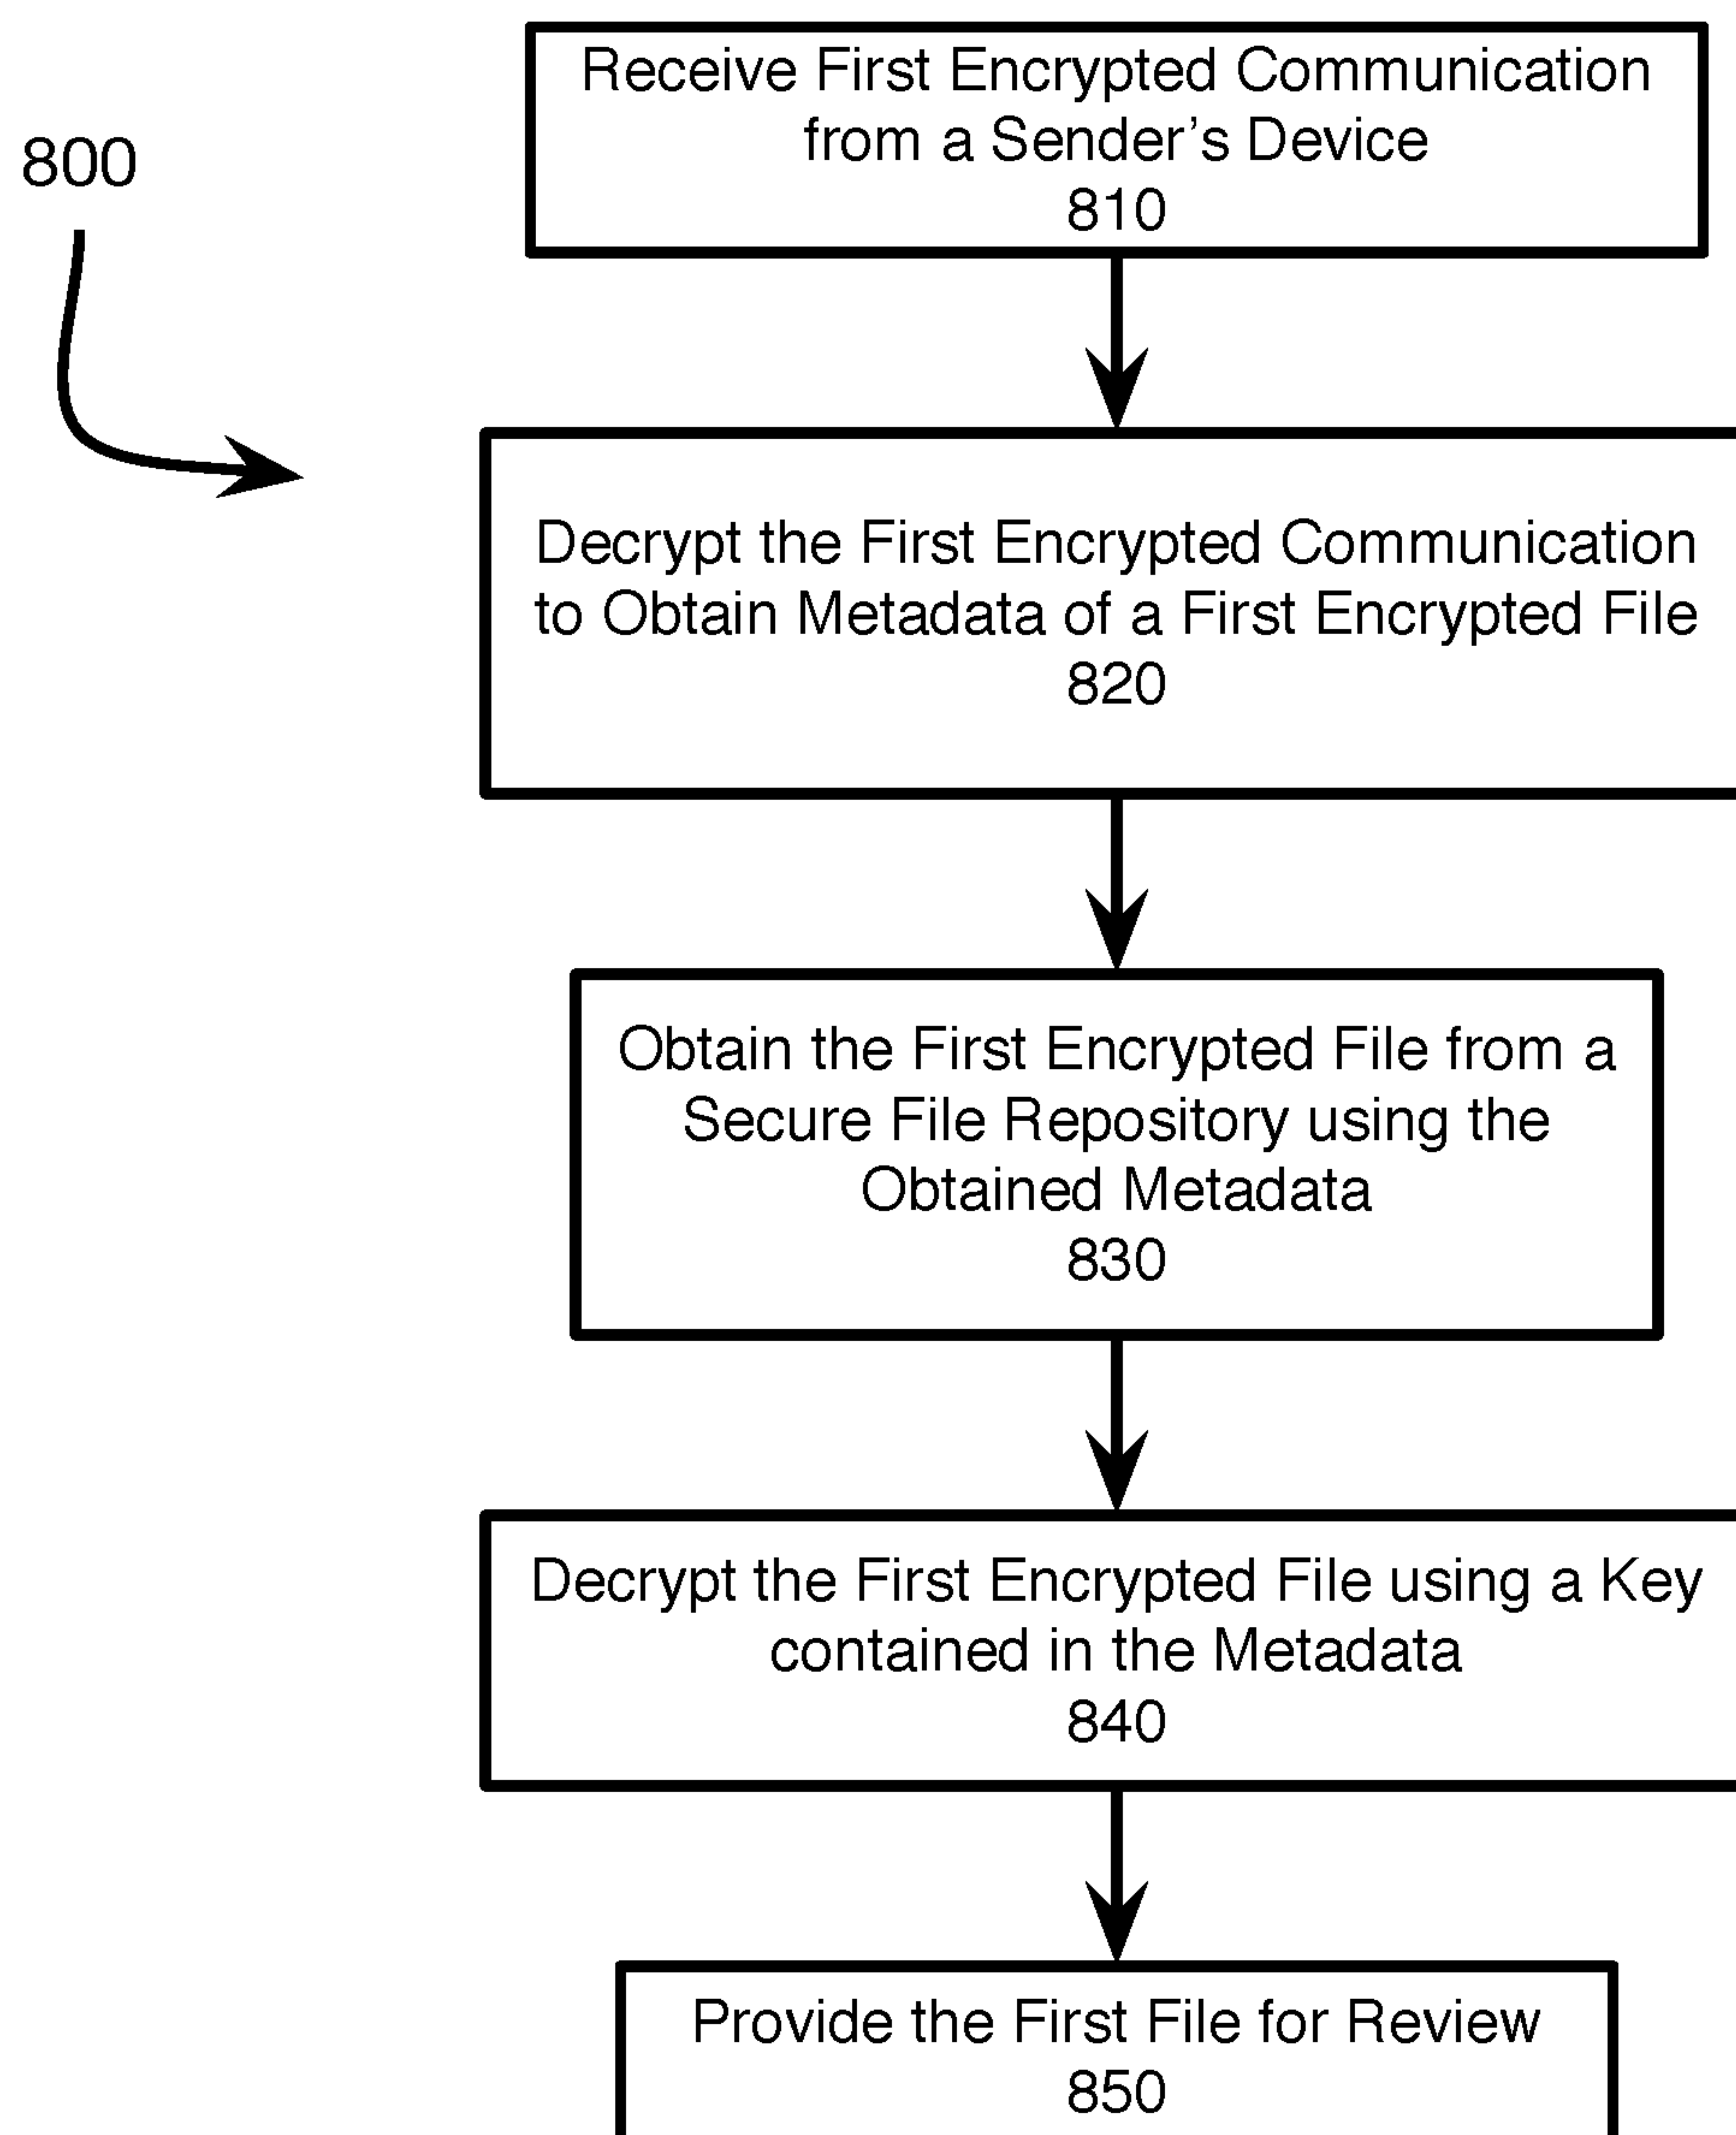 Receive First Encrypted Communication
from a Sender's Device
810
800
Decrypt the First Encrypted Communication
to Obtain Metadata of a First Encrypted File
820
Obtain the First Encrypted File from a
Secure File Repository using the
Obtained Metadata
830
Decrypt the First Encrypted File using a Key
contained in the Metadata
840
Provide the First File for Review
850